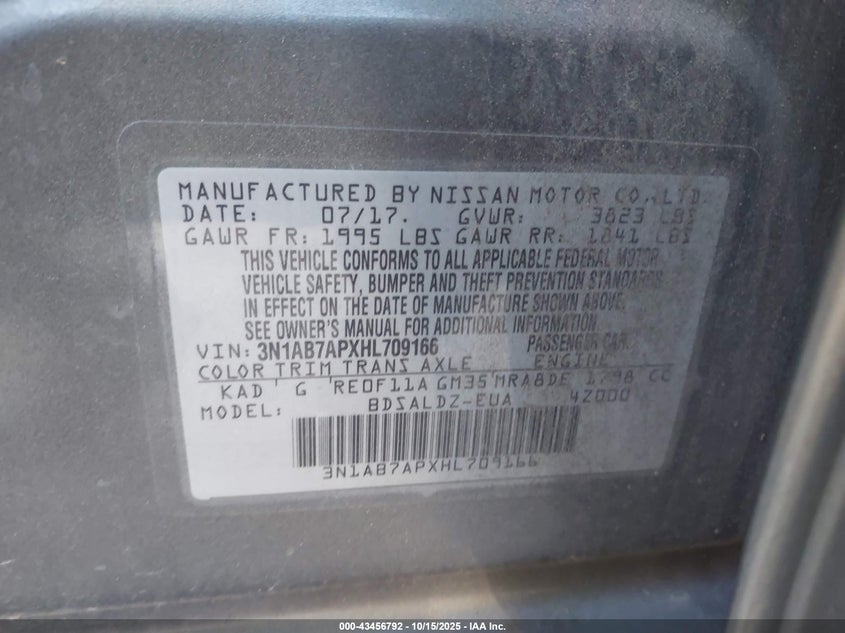 MANUFACTURED BY NISSAN MOTOR CO., LTD.
DATE: 07/17. GVWR: 3823 LBS
GAWR FR: 1995 LBS GAWR RR: 1841 LBS
THIS VEHICLE CONFORMS TO ALL APPLICABLE FEDERAL MOTOR
VEHICLE SAFETY, BUMPER AND THEFT PREVENTION STANDARDS
IN EFFECT ON THE DATE OF MANUFACTURE SHOWN ABOVE.
SEE OWNER'S MANUAL FOR ADDITIONAL INFORMATION.
VIN: 3N1AB7APXHL709166 PASSENGER CAR
COLOR TRIM TRANS AXLE ENGINE
KAD G RE0F11A GM35 MRA8DE 1798 CC
MODEL: BDSALDZ-EUA 4Z000
3N1AB7APXHL709166
000-43456792 - 10/15/2025 - IAA Inc.